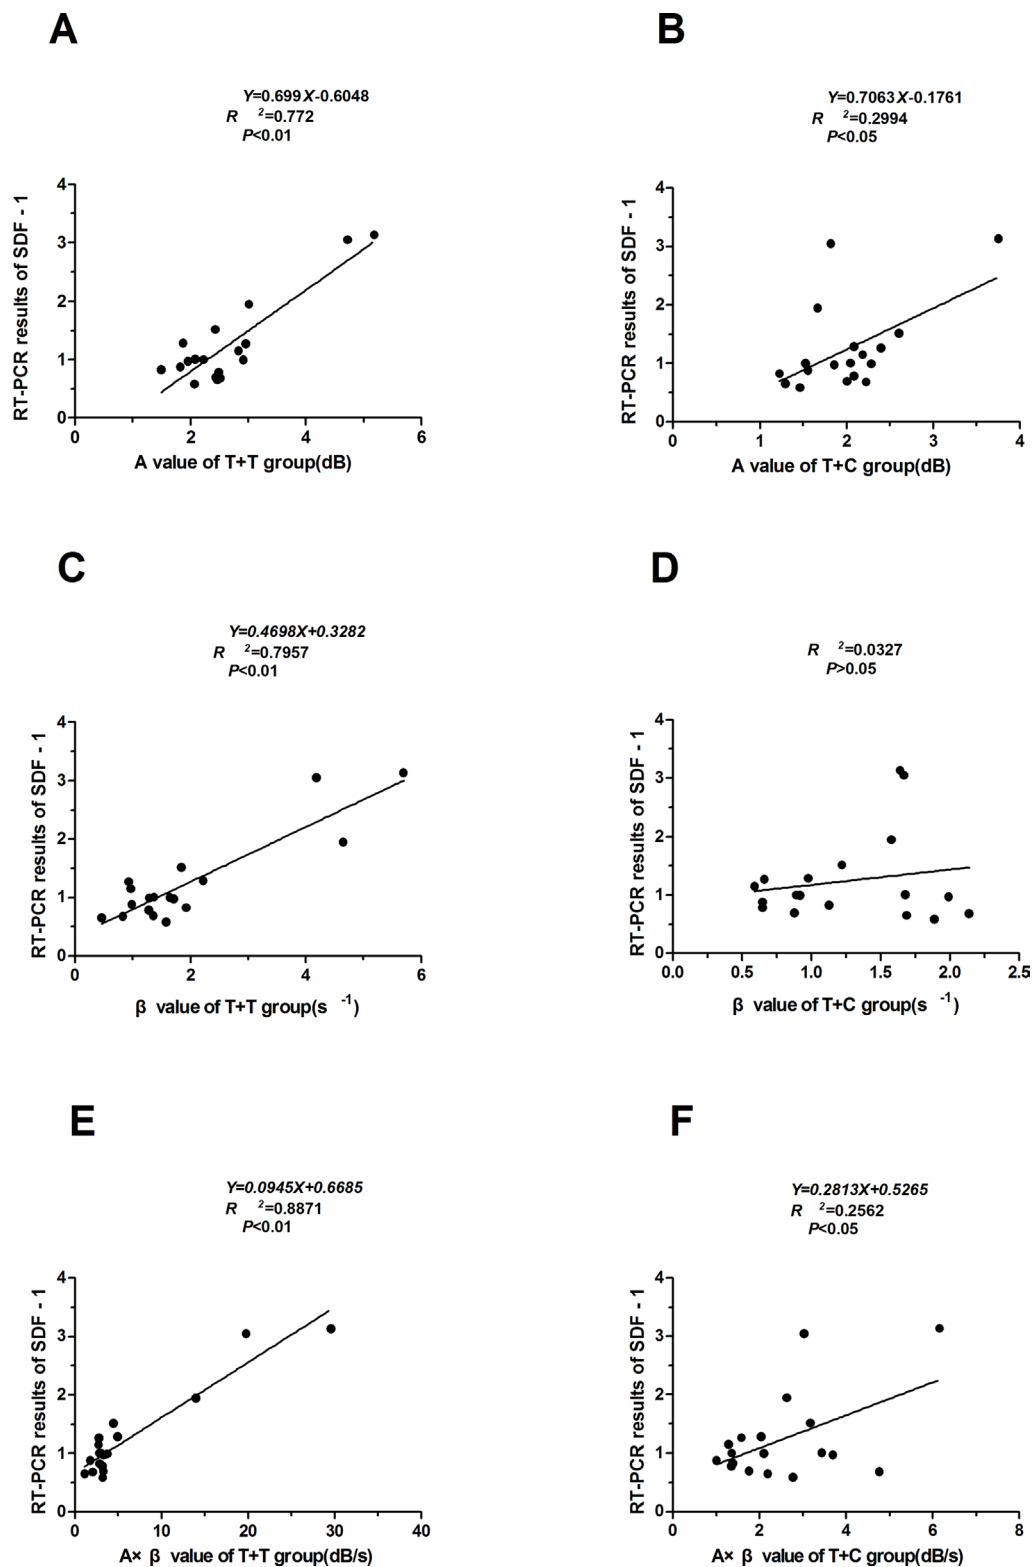 A
Y=0.699X-0.6048
R ²=0.772
P<0.01
RT-PCR results of SDF - 1
4
3
2
1
0
0 2 4 6
A value of T+T group(dB)
B
Y=0.7063X-0.1761
R ²=0.2994
P<0.05
RT-PCR results of SDF - 1
4
3
2
1
0
0 1 2 3 4
A value of T+C group(dB)
C
Y=0.4698X+0.3282
R ²=0.7957
P<0.01
RT-PCR results of SDF - 1
4
3
2
1
0
0 2 4 6
β value of T+T group(s ⁻¹)
D
R ²=0.0327
P>0.05
RT-PCR results of SDF - 1
4
3
2
1
0
0.0 0.5 1.0 1.5 2.0 2.5
β value of T+C group(s ⁻¹)
E
Y=0.0945X+0.6685
R ²=0.8871
P<0.01
RT-PCR results of SDF - 1
4
3
2
1
0
0 10 20 30 40
A× β value of T+T group(dB/s)
F
Y=0.2813X+0.5265
R ²=0.2562
P<0.05
RT-PCR results of SDF - 1
4
3
2
1
0
0 2 4 6 8
A× β value of T+C group(dB/s)